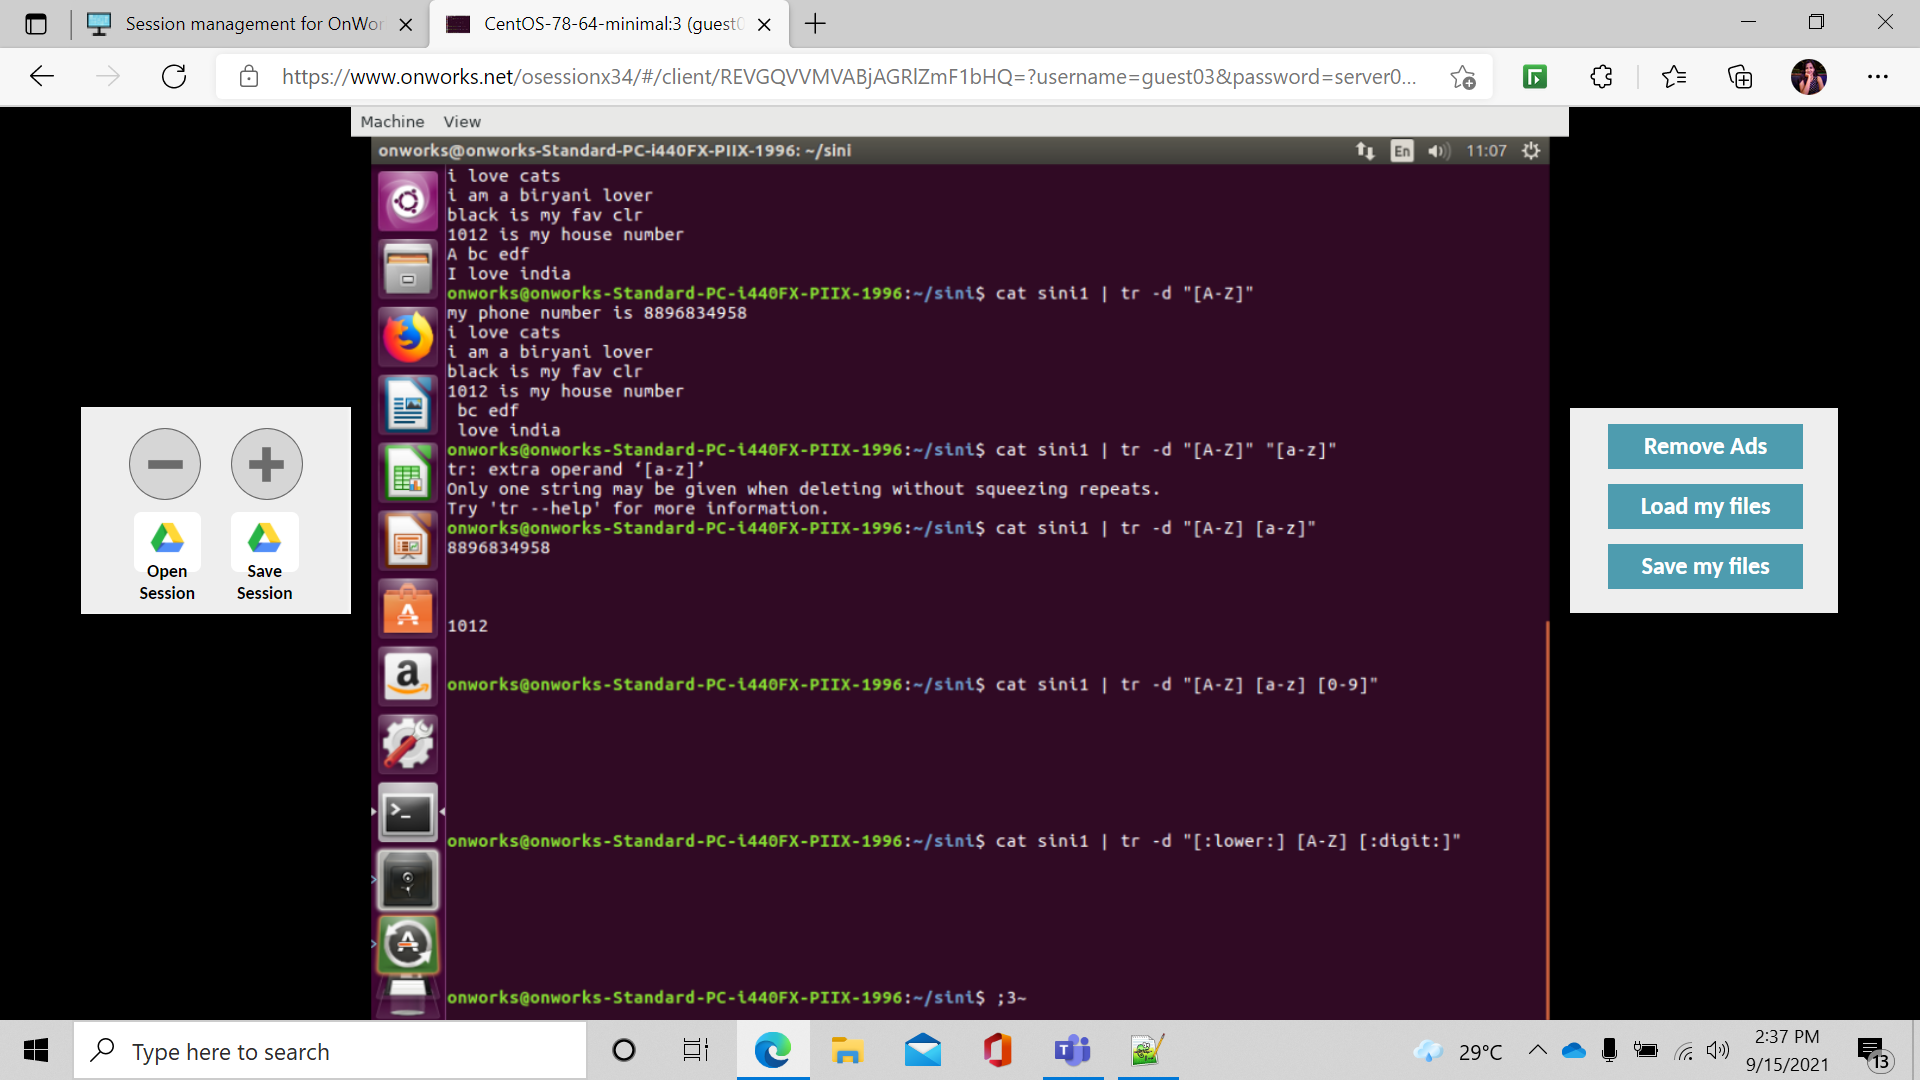 Session management for OnWor
CentOS-78-64-minimal:3 (guest0
https://www.onworks.net/osessionx34/#/client/REVGQVVMVABjAGRlZmF1bHQ=?username=guest03&password=server0...
Machine View
onworks@onworks-Standard-PC-i440FX-PIIX-1996: ~/sini
En
11:07
i love cats
i am a biryani lover
black is my fav clr
1012 is my house number
A bc edf
I love india
onworks@onworks-Standard-PC-i440FX-PIIX-1996:~/sini$ cat sini1 | tr -d "[A-Z]"
my phone number is 8896834958
i love cats
i am a biryani lover
black is my fav clr
1012 is my house number
 bc edf
 love india
onworks@onworks-Standard-PC-i440FX-PIIX-1996:~/sini$ cat sini1 | tr -d "[A-Z]" "[a-z]"
tr: extra operand ‘[a-z]’
Only one string may be given when deleting without squeezing repeats.
Try 'tr --help' for more information.
onworks@onworks-Standard-PC-i440FX-PIIX-1996:~/sini$ cat sini1 | tr -d "[A-Z] [a-z]"
8896834958
1012
onworks@onworks-Standard-PC-i440FX-PIIX-1996:~/sini$ cat sini1 | tr -d "[A-Z] [a-z] [0-9]"
onworks@onworks-Standard-PC-i440FX-PIIX-1996:~/sini$ cat sini1 | tr -d "[:lower:] [A-Z] [:digit:]"
onworks@onworks-Standard-PC-i440FX-PIIX-1996:~/sini$ ;3~
Open
Session
Save
Session
Remove Ads
Load my files
Save my files
Type here to search
29°C
2:37 PM
9/15/2021
13